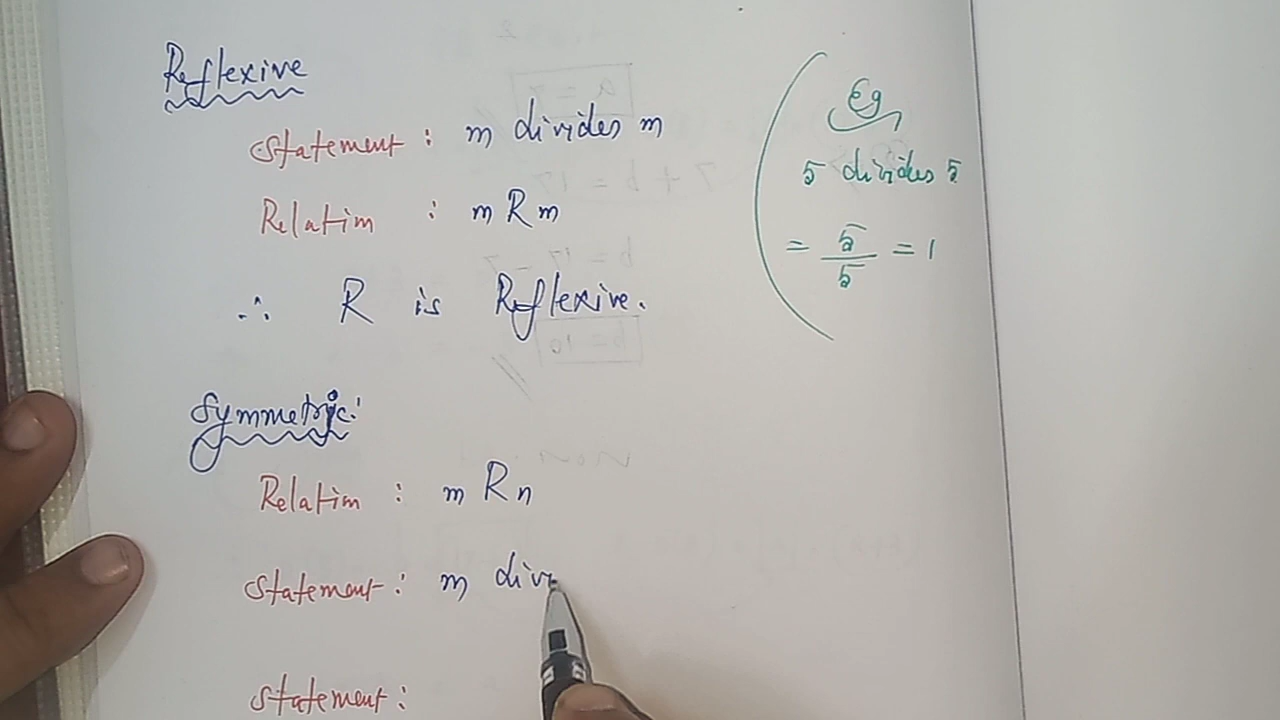 Reflexive
Statement : m divides m
Relation : m R m
∴ R is Reflexive.
Eg
5 divides 5
= 5/5 = 1
Symmetric:
Relation : m R n
Statement : m div
Statement :